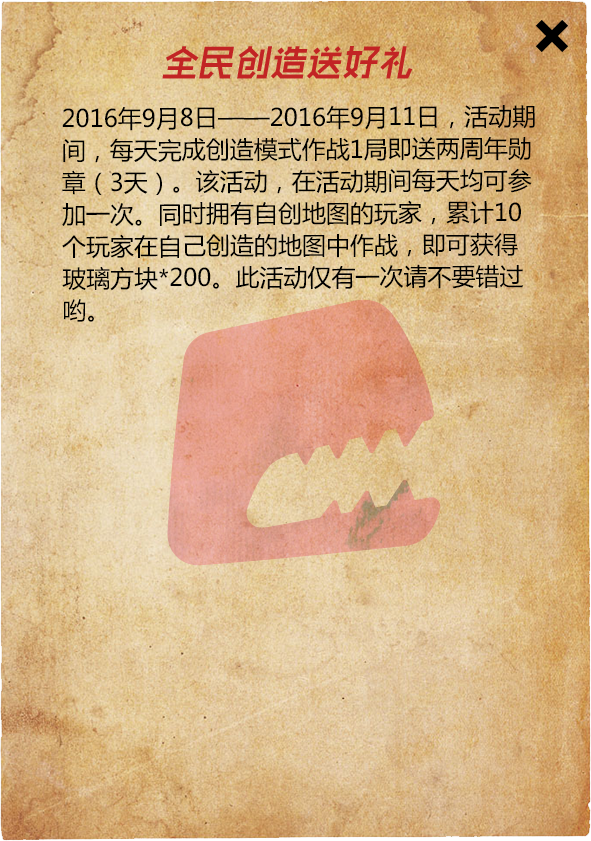 全民创造送好礼
2016年9月8日——2016年9月11日，活动期
间，每天完成创造模式作战1局即送两周年勋
章（3天）。该活动，在活动期间每天均可参
加一次。同时拥有自创地图的玩家，累计10
个玩家在自己创造的地图中作战，即可获得
玻璃方块*200。此活动仅有一次请不要错过
哟。